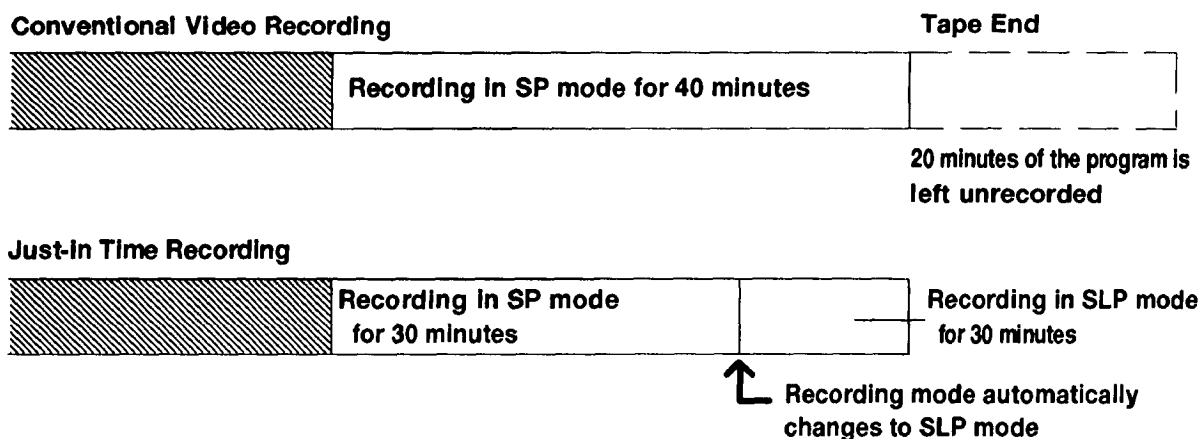 Conventional Video Recording
Tape End
Recording in SP mode for 40 minutes
20 minutes of the program is
left unrecorded
Just-in Time Recording
Recording in SP mode
for 30 minutes
Recording in SLP mode
for 30 minutes
Recording mode automatically
changes to SLP mode